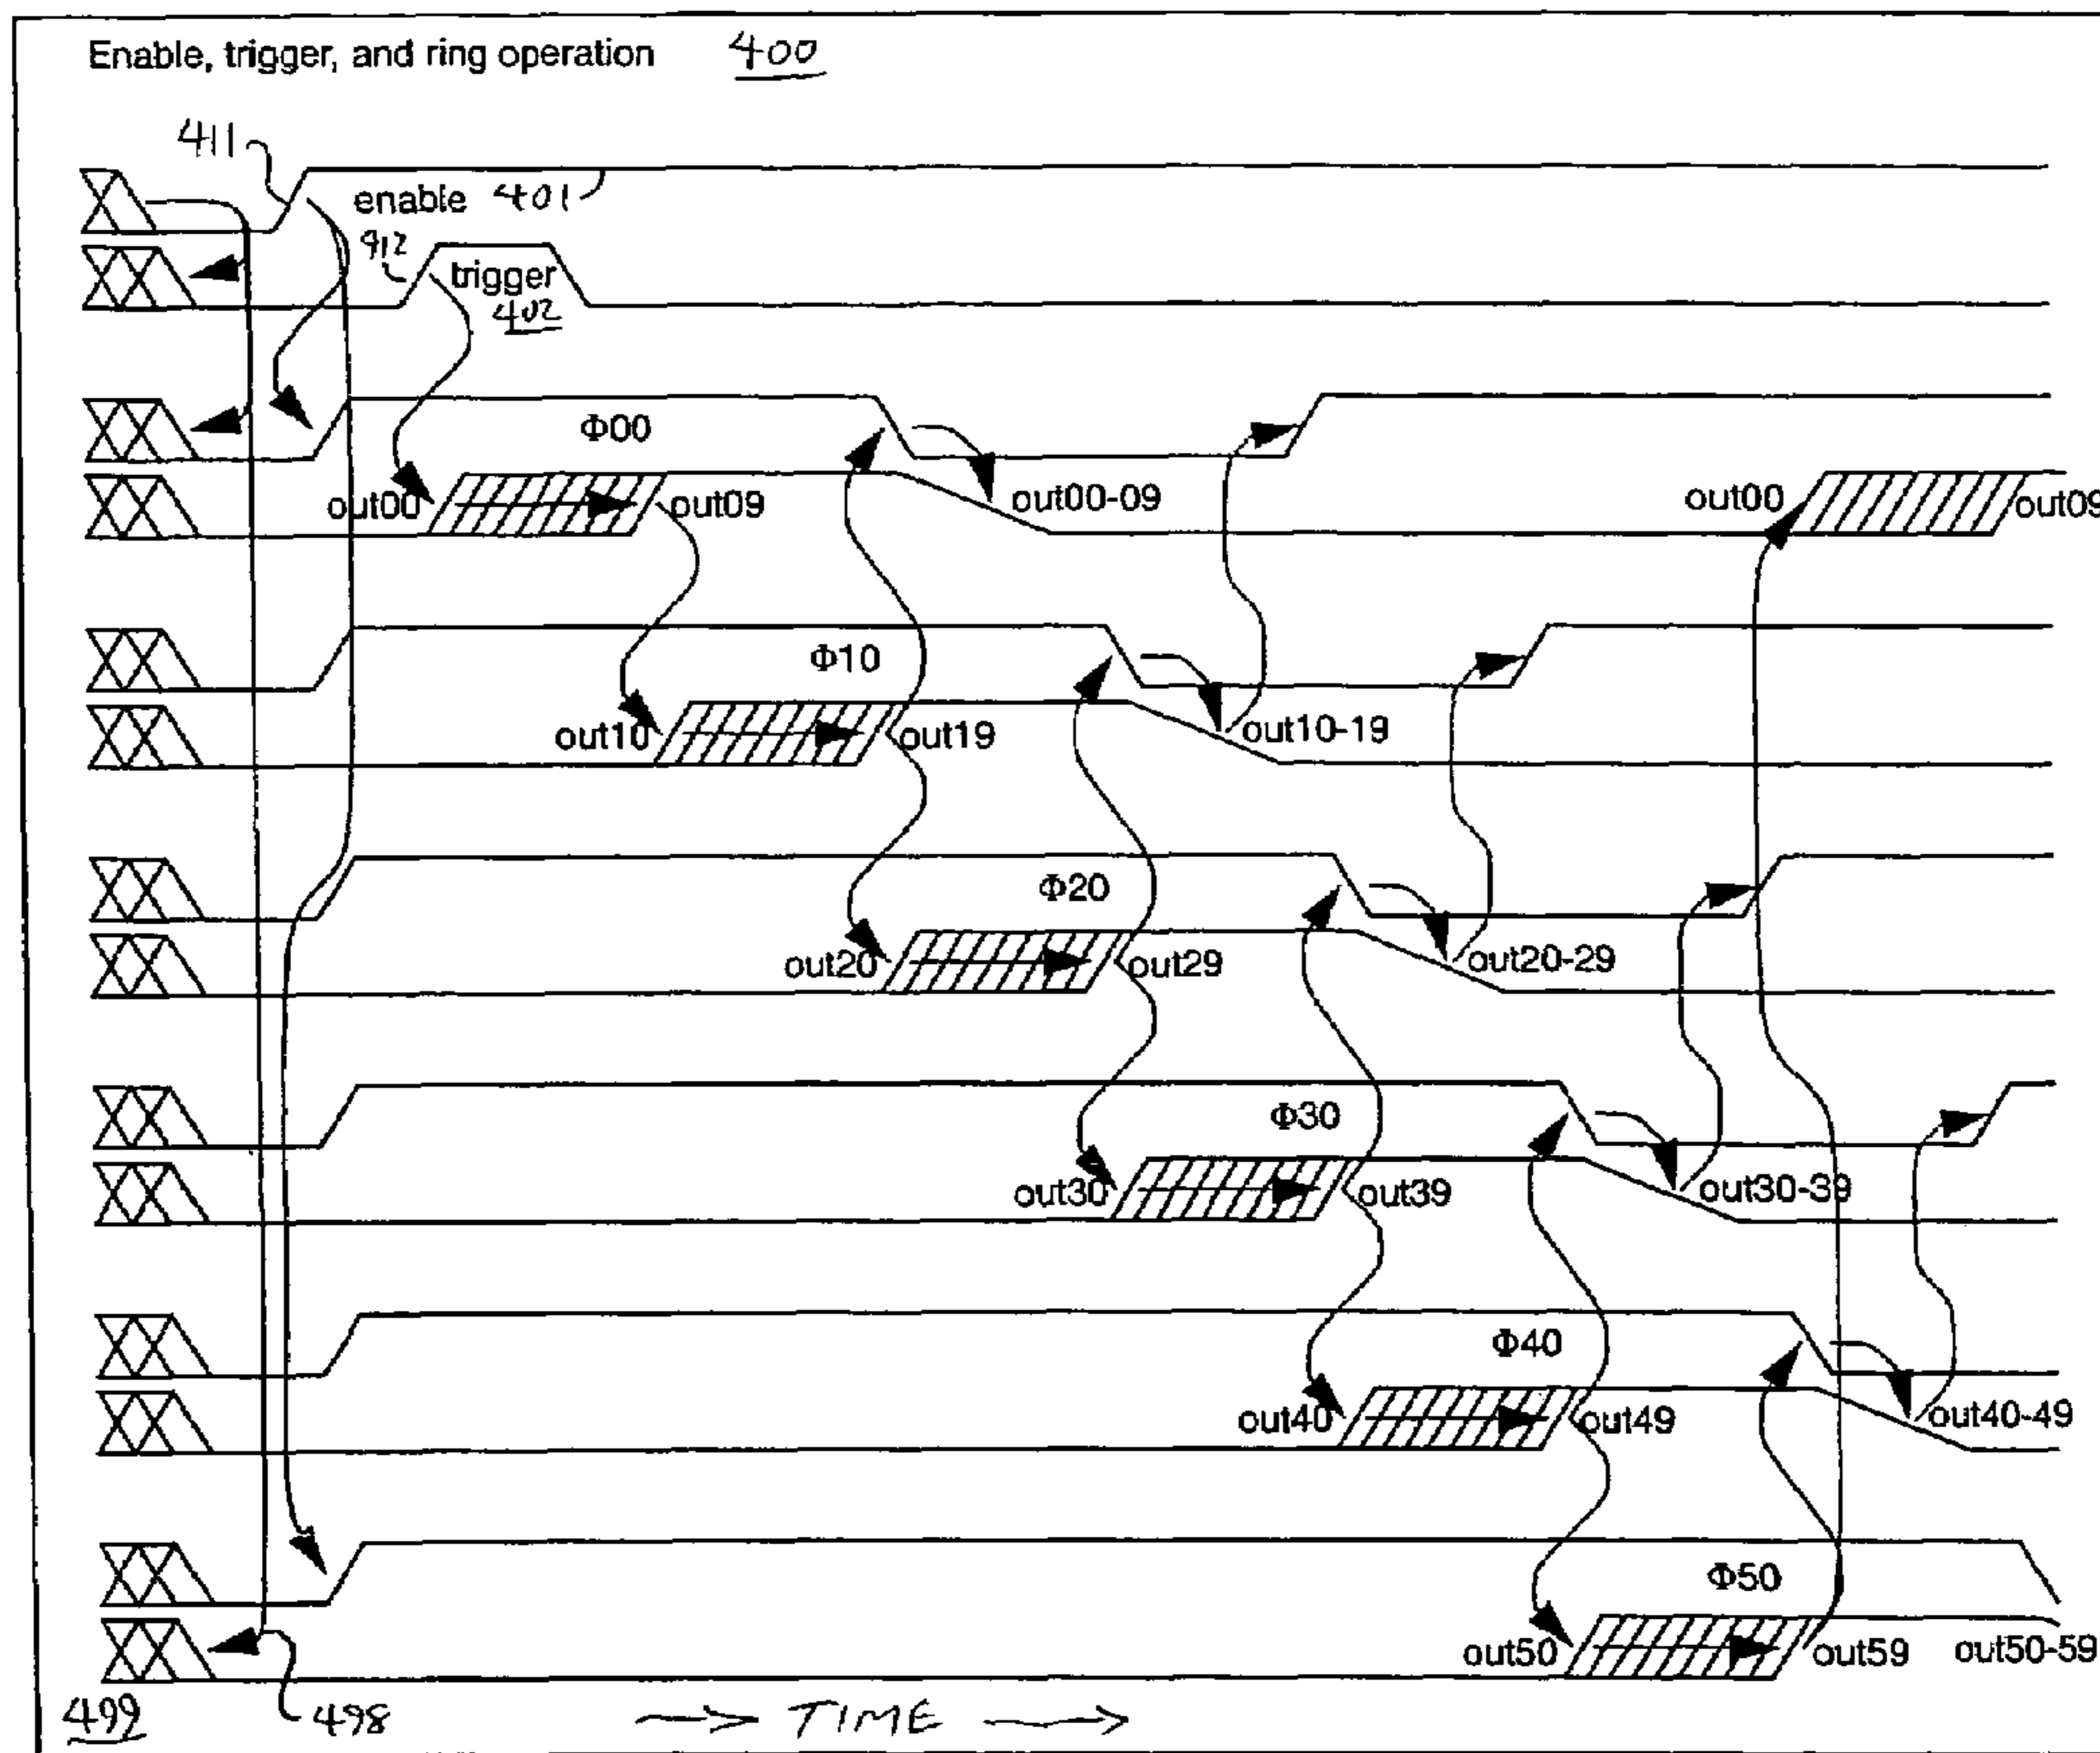 Enable, trigger, and ring operation 400
411
enable 401
412
trigger
402
Φ00
out00 out09 out00-09 out00 out09
Φ10
out10 out19 out10-19
Φ20
out20 out29 out20-29
Φ30
out30 out39 out30-39
Φ40
out40 out49 out40-49
Φ50
out50 out59 out50-59
499 498 TIME